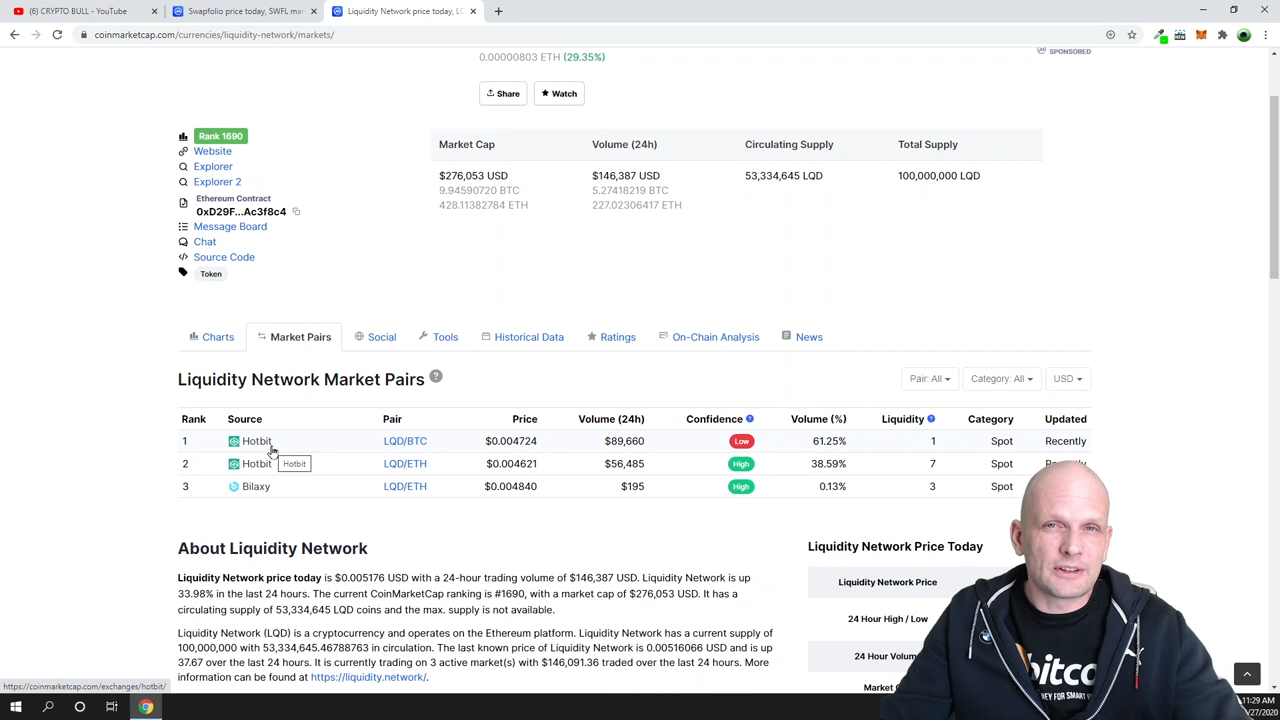 (6) CRYPTO BULL - YouTube
Swapfolio price today, SWFL mar
Liquidity Network price today, LQ
coinmarketcap.com/currencies/liquidity-network/markets/
0.00000803 ETH (29.35%)
SPONSORED
Share
Watch
Rank 1690
Website
Explorer
Explorer 2
Ethereum Contract
0xD29F...Ac3f8c4
Message Board
Chat
Source Code
Token
Market Cap Volume (24h) Circulating Supply Total Supply
$276,053 USD $146,387 USD 53,334,645 LQD 100,000,000 LQD
9.94590720 BTC 5.27418219 BTC
428.11382784 ETH 227.02306417 ETH
Charts Market Pairs Social Tools Historical Data Ratings On-Chain Analysis News
Liquidity Network Market Pairs
Pair: All Category: All USD
Rank Source Pair Price Volume (24h) Confidence Volume (%) Liquidity Category Updated
1 Hotbit LQD/BTC $0.004724 $89,660 Low 61.25% 1 Spot Recently
2 Hotbit LQD/ETH $0.004621 $56,485 High 38.59% 7 Spot Recently
Hotbit
3 Bilaxy LQD/ETH $0.004840 $195 High 0.13% 3 Spot
About Liquidity Network
Liquidity Network price today is $0.005176 USD with a 24-hour trading volume of $146,387 USD. Liquidity Network is up
33.98% in the last 24 hours. The current CoinMarketCap ranking is #1690, with a market cap of $276,053 USD. It has a
circulating supply of 53,334,645 LQD coins and the max. supply is not available.
Liquidity Network (LQD) is a cryptocurrency and operates on the Ethereum platform. Liquidity Network has a current supply of
100,000,000 with 53,334,645.46788763 in circulation. The last known price of Liquidity Network is 0.00516066 USD and is up
37.67 over the last 24 hours. It is currently trading on 3 active market(s) with $146,091.36 traded over the last 24 hours. More
information can be found at https://liquidity.network/.
Liquidity Network Price Today
Liquidity Network Price
24 Hour High / Low
24 Hour Volum
Market
https://coinmarketcap.com/exchanges/hotbit/
11:29 AM
/27/2020